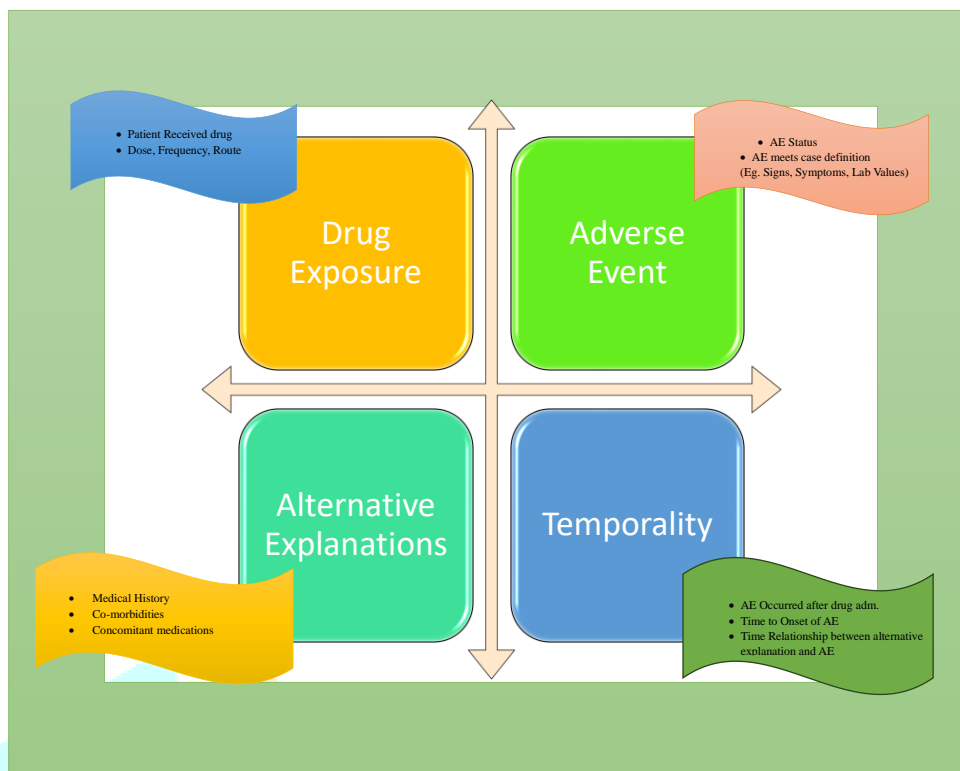 • Patient Received drug
• Dose, Frequency, Route
• AE Status
• AE meets case definition
(Eg. Signs, Symptoms, Lab Values)
Drug
Exposure
Adverse
Event
Alternative
Explanations
Temporality
• Medical History
• Co-morbidities
• Concomitant medications
• AE Occurred after drug adm.
• Time to Onset of AE
• Time Relationship between alternative
explanation and AE